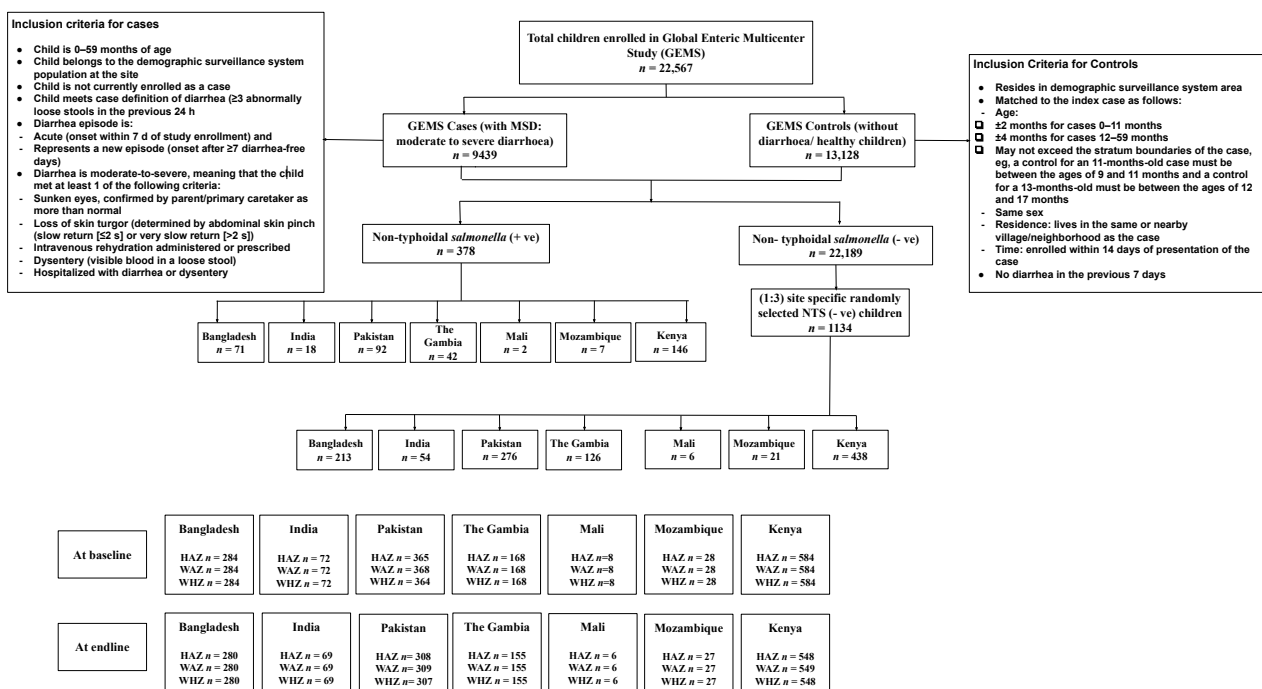 Inclusion criteria for cases
● Child is 0–59 months of age
● Child belongs to the demographic surveillance system
population at the site
● Child is not currently enrolled as a case
● Child meets case definition of diarrhea (≥3 abnormally
loose stools in the previous 24 h
● Diarrhea episode is:
- Acute (onset within 7 d of study enrollment) and
- Represents a new episode (onset after ≥7 diarrhea-free
days)
● Diarrhea is moderate-to-severe, meaning that the child
met at least 1 of the following criteria:
- Sunken eyes, confirmed by parent/primary caretaker as
more than normal
- Loss of skin turgor (determined by abdominal skin pinch
(slow return [≤2 s] or very slow return [>2 s])
- Intravenous rehydration administered or prescribed
- Dysentery (visible blood in a loose stool)
- Hospitalized with diarrhea or dysentery
Total children enrolled in Global Enteric Multicenter
Study (GEMS)
n = 22,567
GEMS Cases (with MSD:
moderate to severe diarrhoea)
n = 9439
GEMS Controls (without
diarrhoea/ healthy children)
n = 13,128
Inclusion Criteria for Controls
● Resides in demographic surveillance system area
● Matched to the index case as follows:
- Age:
❑ ±2 months for cases 0–11 months
❑ ±4 months for cases 12–59 months
❑ May not exceed the stratum boundaries of the case,
eg, a control for an 11-months-old case must be
between the ages of 9 and 11 months and a control
for a 13-months-old must be between the ages of 12
and 17 months
- Same sex
- Residence: lives in the same or nearby
village/neighborhood as the case
- Time: enrolled within 14 days of presentation of the
case
● No diarrhea in the previous 7 days
Non-typhoidal salmonella (+ ve)
n = 378
Non- typhoidal salmonella (- ve)
n = 22,189
(1:3) site specific randomly
selected NTS (- ve) children
n = 1134
Bangladesh
n = 71
India
n = 18
Pakistan
n = 92
The
Gambia
n = 42
Mali
n = 2
Mozambique
n = 7
Kenya
n = 146
Bangladesh
n = 213
India
n = 54
Pakistan
n = 276
The Gambia
n = 126
Mali
n = 6
Mozambique
n = 21
Kenya
n = 438
At baseline
Bangladesh
HAZ n = 284
WAZ n = 284
WHZ n = 284
India
HAZ n = 72
WAZ n = 72
WHZ n = 72
Pakistan
HAZ n = 365
WAZ n = 368
WHZ n = 364
The Gambia
HAZ n = 168
WAZ n = 168
WHZ n = 168
Mali
HAZ n=8
WAZ n=8
WHZ n=8
Mozambique
HAZ n = 28
WAZ n = 28
WHZ n = 28
Kenya
HAZ n = 584
WAZ n = 584
WHZ n = 584
At endline
Bangladesh
HAZ n = 280
WAZ n = 280
WHZ n = 280
India
HAZ n = 69
WAZ n = 69
WHZ n = 69
Pakistan
HAZ n= 308
WAZ n= 309
WHZ n= 307
The Gambia
HAZ n = 155
WAZ n = 155
WHZ n = 155
Mali
HAZ n = 6
WAZ n = 6
WHZ n = 6
Mozambique
HAZ n = 27
WAZ n = 27
WHZ n = 27
Kenya
HAZ n = 548
WAZ n = 549
WHZ n = 548